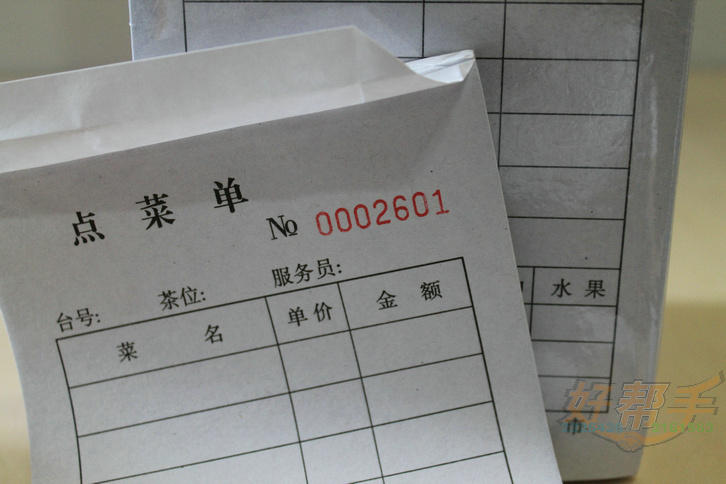 点菜单
№ 0002601
台号: 茶位: 服务员:
菜名 单价 金额
水果
好帮手